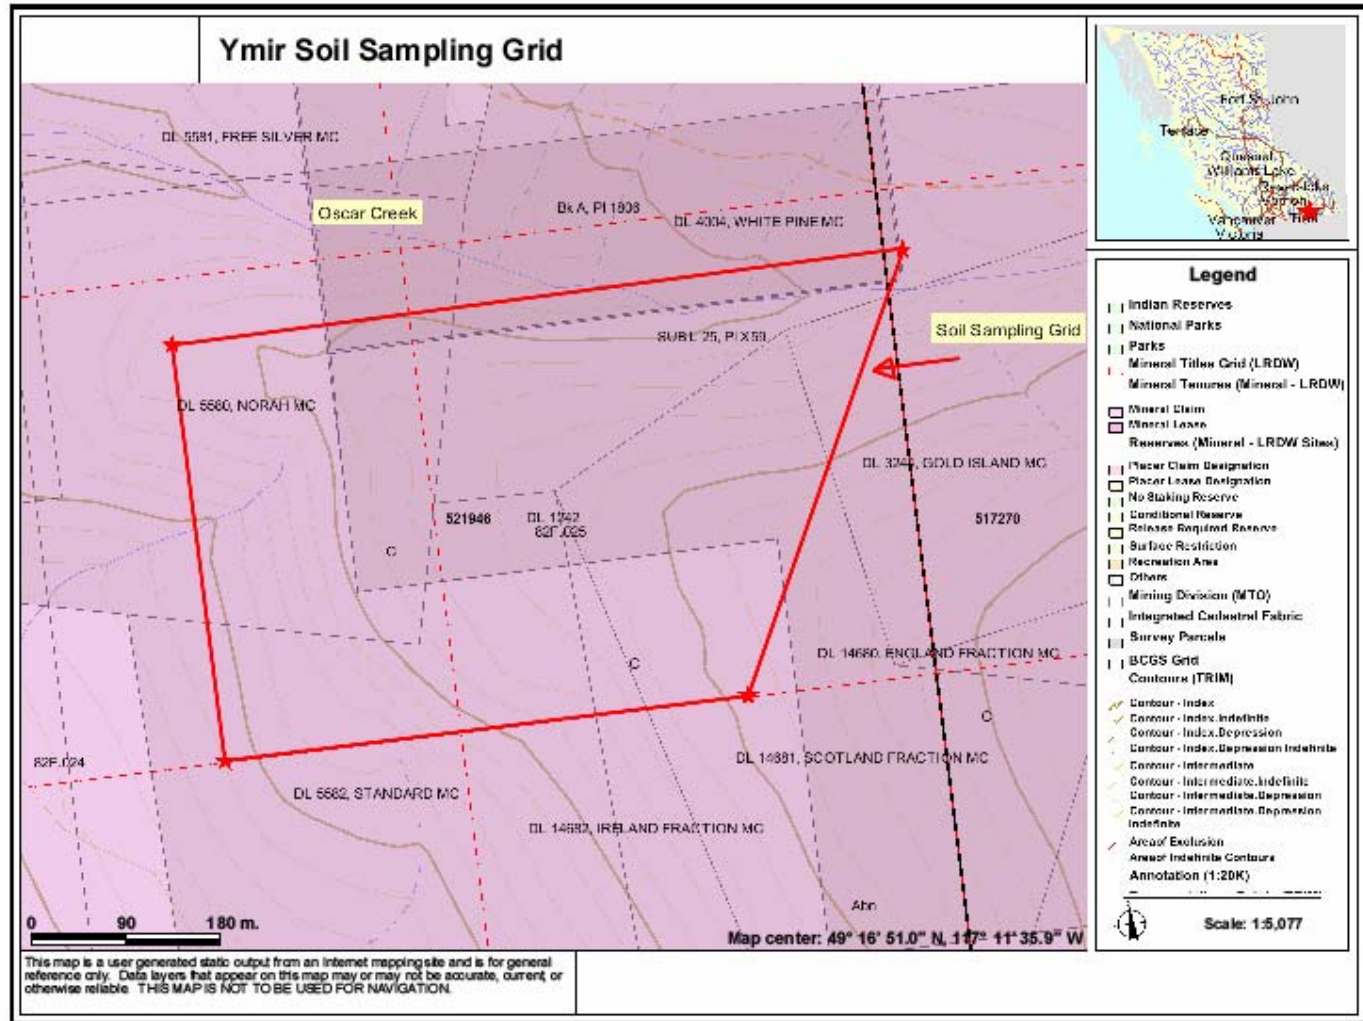 Ymir Soil Sampling Grid
DL 5581, FREE SILVER MC
Oscar Creek
Bk A, Pl 1806
DL 4004, WHITE PINE MC
Soil Sampling Grid
SUB L 25, Pl X59,
DL 5580, NORAH MC
GOLD ISLAND MC
521946
DL 1242
82F.025
517270
C
C
DL 14680, ENGLAND FRACTION MC
C
82F.024
DL 14681, SCOTLAND FRACTION MC
DL 5582, STANDARD MC
DL 14682, IRELAND FRACTION MC
Abn
0 90 180 m.
Map center: 49° 16' 51.0" N, 117° 11' 35.9" W
This map is a user generated static output from an Internet mapping site and is for general
reference only. Data layers that appear on this map may or may not be accurate, current, or
otherwise reliable. THIS MAP IS NOT TO BE USED FOR NAVIGATION.
Fort St. John
Terrace
Quesnel
Williams Lake
Vancouver
Victoria
Legend
Indian Reserves
National Parks
Parks
Mineral Titles Grid (LRDW)
Mineral Tenures (Mineral - LRDW)
Mineral Claim
Mineral Lease
Reserves (Mineral - LRDW Sites)
Placer Claim Designation
Placer Lease Designation
No Staking Reserve
Conditional Reserve
Release Required Reserve
Surface Restriction
Recreation Area
Others
Mining Division (MTO)
Integrated Cadastral Fabric
Survey Parcels
BCGS Grid
Contours (TRIM)
Contour - Index
Contour - Index.Indefinite
Contour - Index.Depression
Contour - Index.Depression Indefinite
Contour - Intermediate
Contour - Intermediate.Indefinite
Contour - Intermediate.Depression
Contour - Intermediate.Depression
Indefinite
Area of Exclusion
Area of Indefinite Contours
Annotation (1:20K)
Scale: 1:5,077